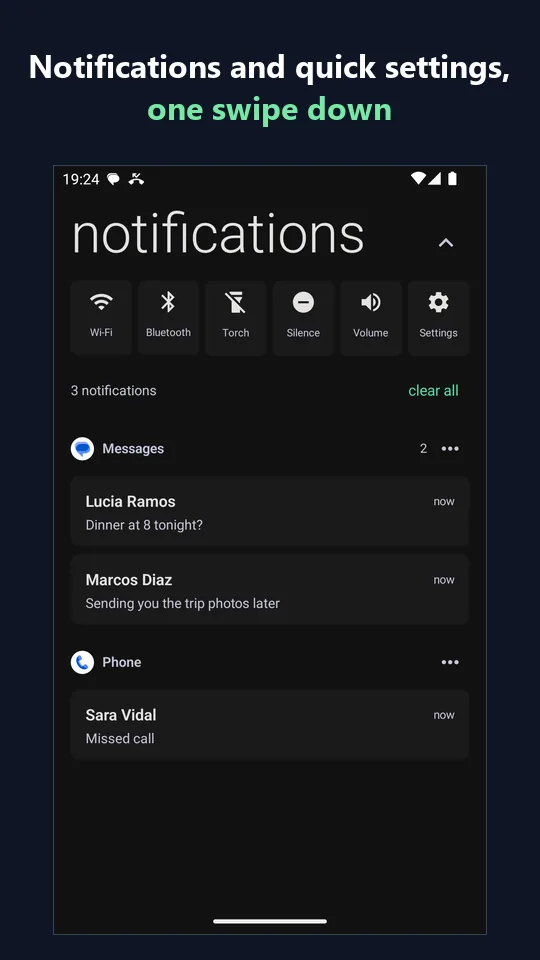 Notifications and quick settings,
one swipe down
19:24
notifications
Wi-Fi
Bluetooth
Torch
Silence
Volume
Settings
3 notifications
clear all
Messages
2
Lucia Ramos
now
Dinner at 8 tonight?
Marcos Diaz
now
Sending you the trip photos later
Phone
Sara Vidal
now
Missed call